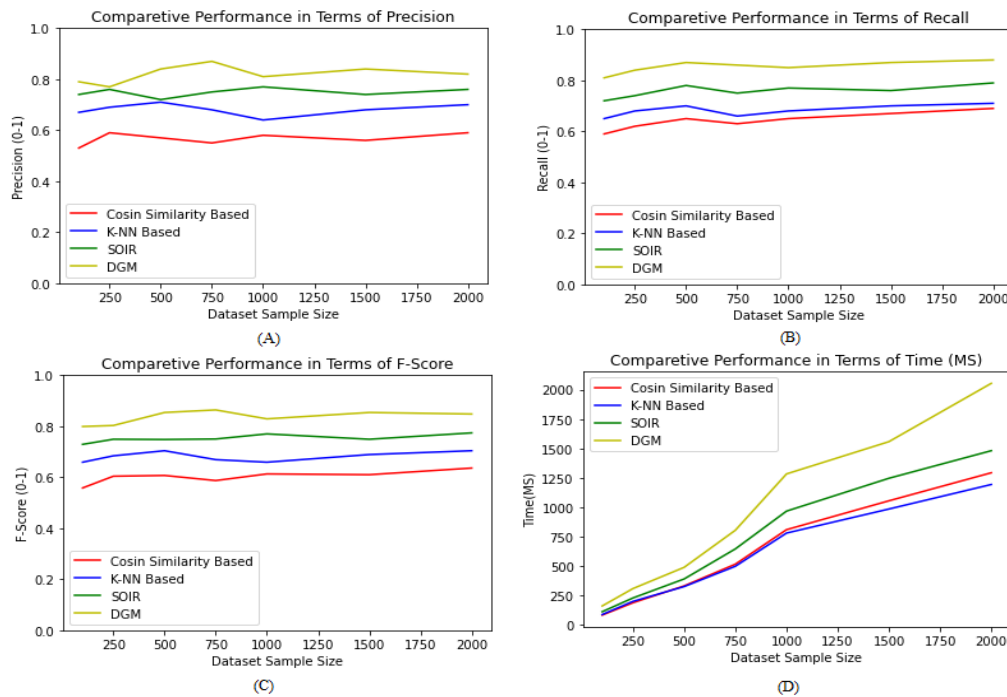 Comparetive Performance in Terms of Precision
1.0
0.8
0.6
0.4
0.2
0.0
Precision (0-1)
Cosin Similarity Based
K-NN Based
SOIR
DGM
250 500 750 1000 1250 1500 1750 2000
Dataset Sample Size
(A)
Comparetive Performance in Terms of Recall
1.0
0.8
0.6
0.4
0.2
0.0
Recall (0-1)
Cosin Similarity Based
K-NN Based
SOIR
DGM
250 500 750 1000 1250 1500 1750 2000
Dataset Sample Size
(B)
Comparetive Performance in Terms of F-Score
1.0
0.8
0.6
0.4
0.2
0.0
F-Score (0-1)
Cosin Similarity Based
K-NN Based
SOIR
DGM
250 500 750 1000 1250 1500 1750 2000
Dataset Sample Size
(C)
Comparetive Performance in Terms of Time (MS)
2000
1750
1500
1250
1000
750
500
250
0
Time(MS)
Cosin Similarity Based
K-NN Based
SOIR
DGM
250 500 750 1000 1250 1500 1750 2000
Dataset Sample Size
(D)